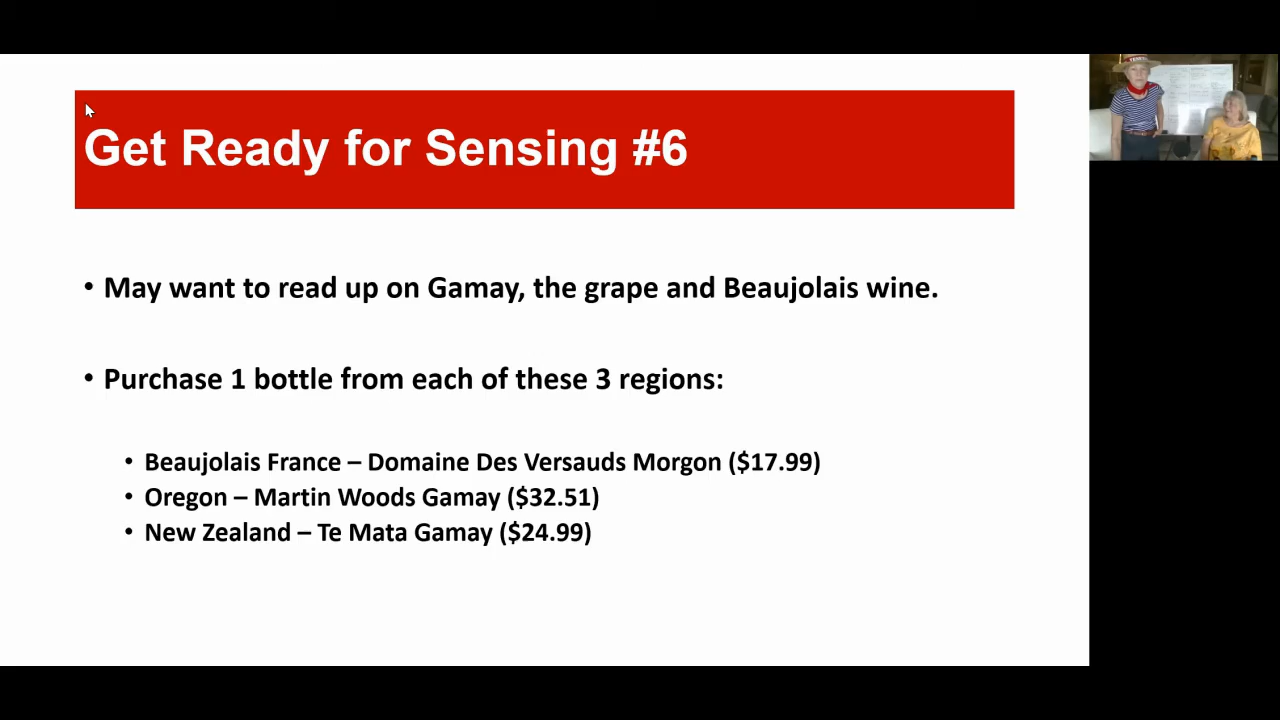 Get Ready for Sensing #6
• May want to read up on Gamay, the grape and Beaujolais wine.
• Purchase 1 bottle from each of these 3 regions:
• Beaujolais France – Domaine Des Versauds Morgon ($17.99)
• Oregon – Martin Woods Gamay ($32.51)
• New Zealand – Te Mata Gamay ($24.99)